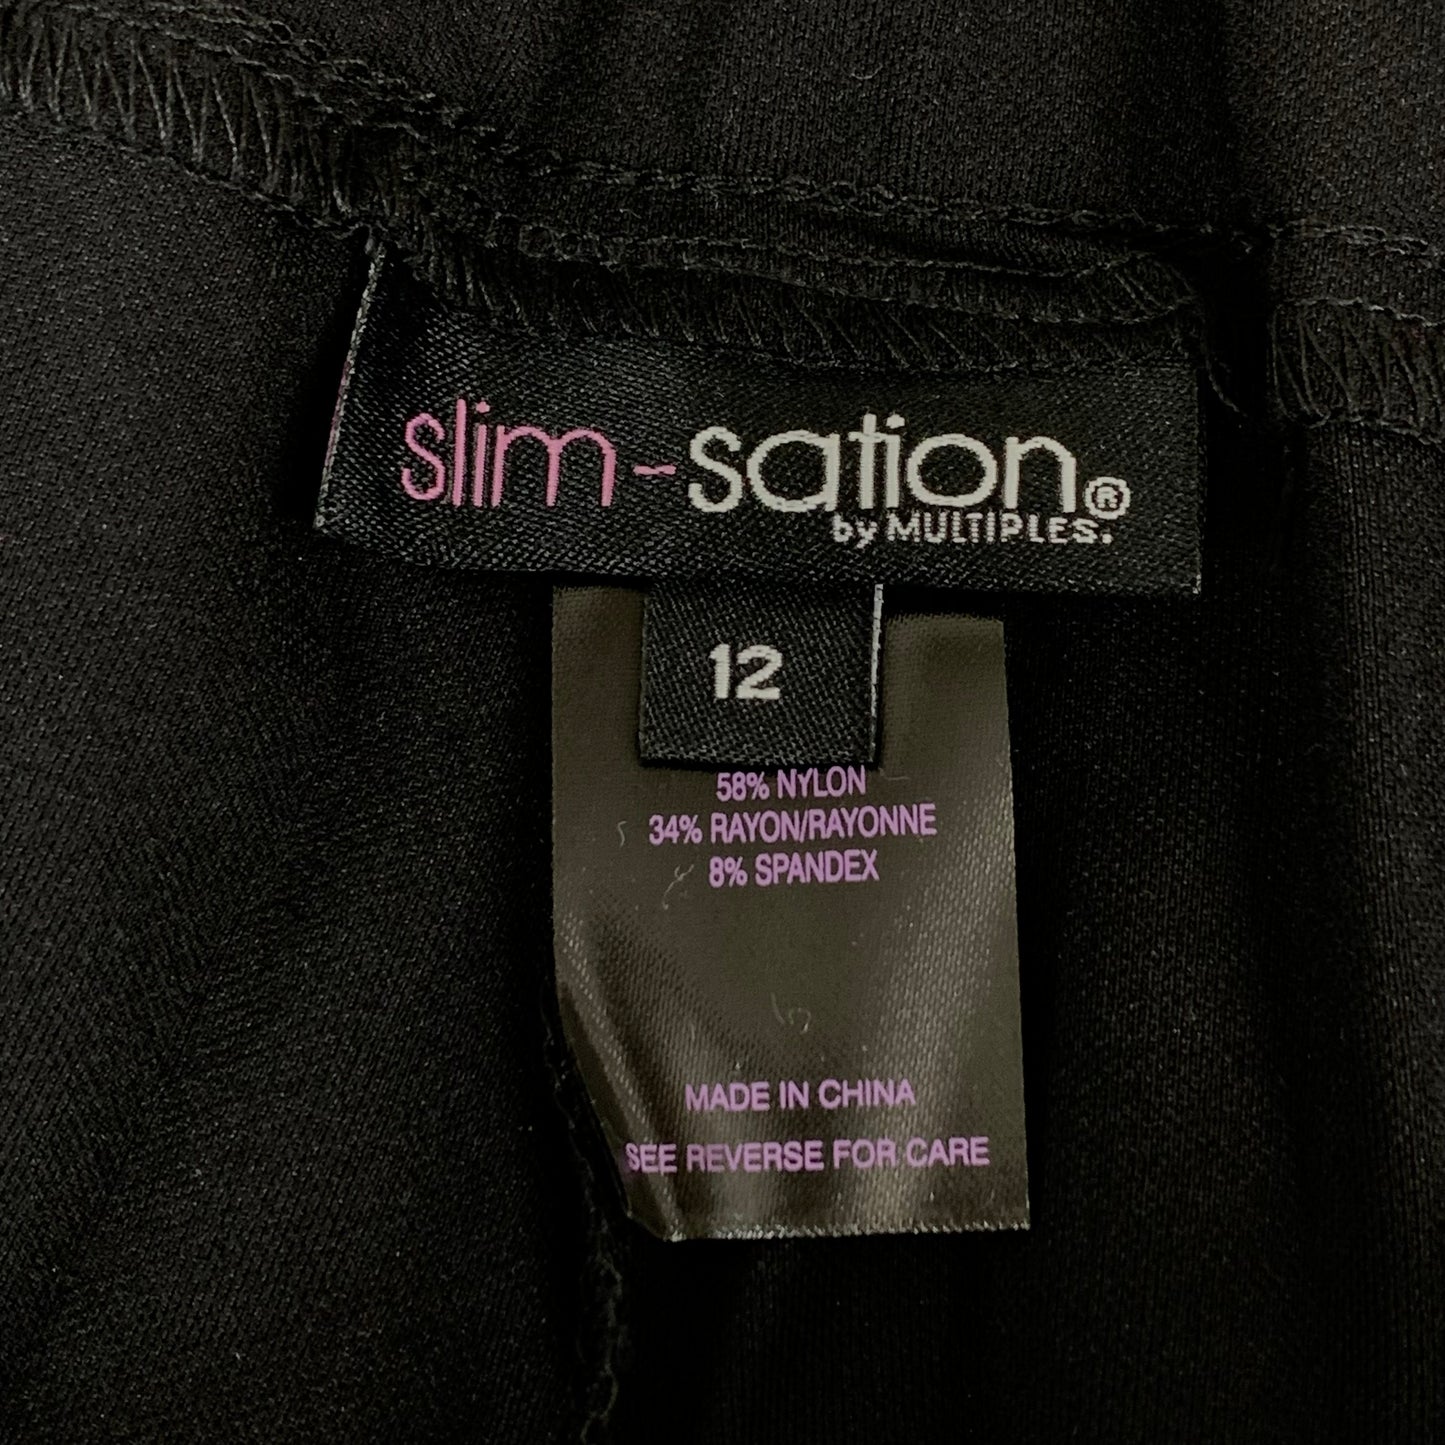 slim-sation®
by MULTIPLES.
12
58% NYLON
34% RAYON/RAYONNE
8% SPANDEX
MADE IN CHINA
SEE REVERSE FOR CARE